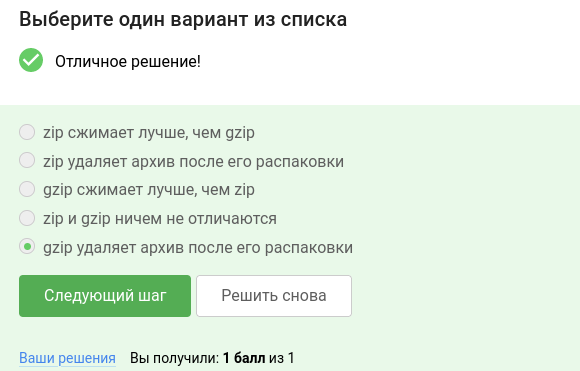 Выберите один вариант из списка
Отличное решение!
zip сжимает лучше, чем gzip
zip удаляет архив после его распаковки
gzip сжимает лучше, чем zip
zip и gzip ничем не отличаются
gzip удаляет архив после его распаковки
Следующий шаг Решить снова
Ваши решения Вы получили: 1 балл из 1